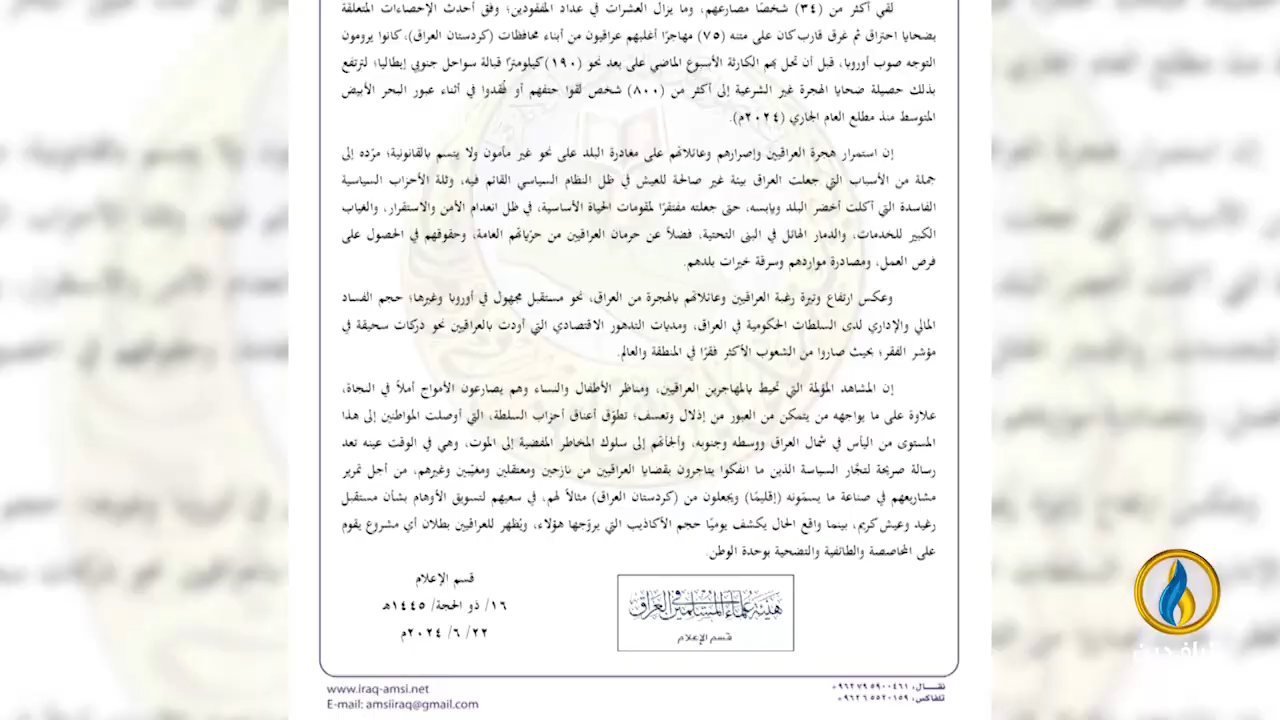 لقي أكثر من (٣٤) شخصًا مصارعهم، وما يزال العشرات في عداد المفقودين؛ وفق أحدث الإحصاءات المتعلقة
بضحايا احتراق ثم غرق قارب كان على متنه (٧٥) مهاجرًا أغلبهم عراقيون من أبناء محافظات (كردستان العراق)، كانوا يرومون
التوجه صوب أوروبا، قبل أن تحل بهم الكارثة الأسبوع الماضي على بعد نحو (١٩٠) كيلومترًا قبالة سواحل جنوبي إيطاليا؛ لترتفع
بذلك حصيلة ضحايا الهجرة غير الشرعية إلى أكثر من (٨٠٠) شخص لقوا حتفهم أو فُقدوا في أثناء عبور البحر الأبيض
المتوسط منذ مطلع العام الجاري (٢٠٢٤م).
إن استمرار هجرة العراقيين وإصرارهم وعائلاتهم على مغادرة البلد على نحو غير مأمون ولا يتسم بالقانونية؛ مرّده إلى
جملة من الأسباب التي جعلت العراق بيئة غير صالحة للعيش في ظل النظام السياسي القائم فيه، وثلة الأحزاب السياسية
الفاسدة التي أكلت أخضر البلد ويابسه، حتى جعلته مفتقرًا لمقومات الحياة الأساسية، في ظل انعدام الأمن والاستقرار، والغياب
الكبير للخدمات، والدمار الهائل في البنى التحتية، فضلاً عن حرمان العراقيين من حرّياتهم العامة، وحقوقهم في الحصول على
فرص العمل، ومصادرة مواردهم وسرقة خيرات بلدهم.
وعكس ارتفاع وتيرة رغبة العراقيين وعائلاتهم بالهجرة من العراق، نحو مستقبل مجهول في أوروبا وغيرها؛ حجم الفساد
المالي والإداري لدى السلطات الحكومية في العراق، ومديات التدهور الاقتصادي التي أودت بالعراقيين نحو دركات سحيقة في
مؤشر الفقر؛ بحيث صاروا من الشعوب الأكثر فقرًا في المنطقة والعالم.
إن المشاهد المؤلمة التي تحيط بالمهاجرين العراقيين، ومناظر الأطفال والنساء وهم يصارعون الأمواج أملاً في النجاة،
علاوة على ما يواجهه من يتمكن من العبور من إذلال وتعسف؛ تطوّق أعناق أحزاب السلطة، التي أوصلت المواطنين إلى هذا
المستوى من اليأس في شمال العراق ووسطه وجنوبه، وألجأتهم إلى سلوك المخاطر المفضية إلى الموت، وهي في الوقت عينه تعد
رسالة صريحة لتجّار السياسة الذين ما انفكوا يتاجرون بقضايا العراقيين من نازحين ومعتقلين ومغيّبين وغيرهم، من أجل تمرير
مشاريعهم في صناعة ما يسمّونه (إقليمًا) ويجعلون من (كردستان العراق) مثالاً لهم، في سعيهم لتسويق الأوهام بشأن مستقبل
رغيد وعيش كريم، بينما واقع الحال يكشف يوميًا حجم الأكاذيب التي يروّجها هؤلاء، ويُظهر للعراقيين بطلان أي مشروع يقوم
على المحاصصة والطائفية والتضحية بوحدة الوطن.
قسم الإعلام
١٦/ ذو الحجة/ ١٤٤٥هـ
٢٢/ ٦/ ٢٠٢٤م
هيئة علماء المسلمين في العراق
قسم الإعلام
www.iraq-amsi.net
E-mail: amsiiraq@gmail.com
نقـــال: ٠٠٩٦٢٧٩٥٩٠٠٤٦١
تلفاكس: ٠٠٩٦٢٦٥٥٢٠١٥٩